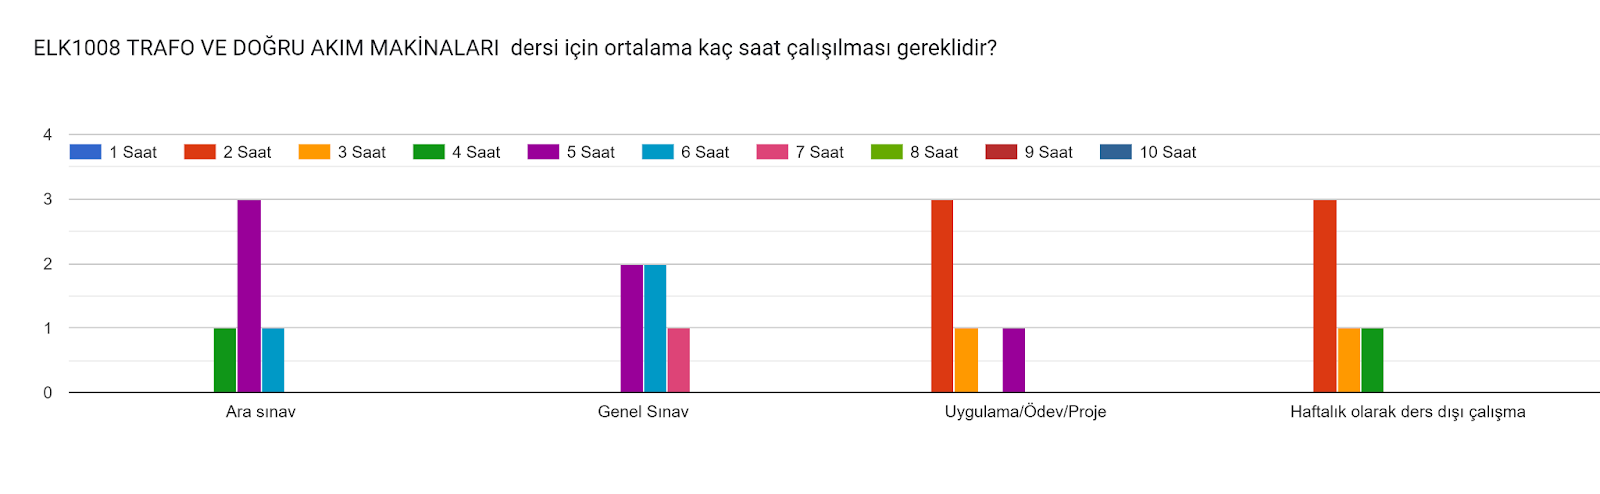 ELK1008 TRAFO VE DOĞRU AKIM MAKİNALARI  dersi için ortalama kaç saat çalışılması gereklidir?
4
1 Saat 2 Saat 3 Saat 4 Saat 5 Saat 6 Saat 7 Saat 8 Saat 9 Saat 10 Saat
3
2
1
0
Ara sınav Genel Sınav Uygulama/Ödev/Proje Haftalık olarak ders dışı çalışma